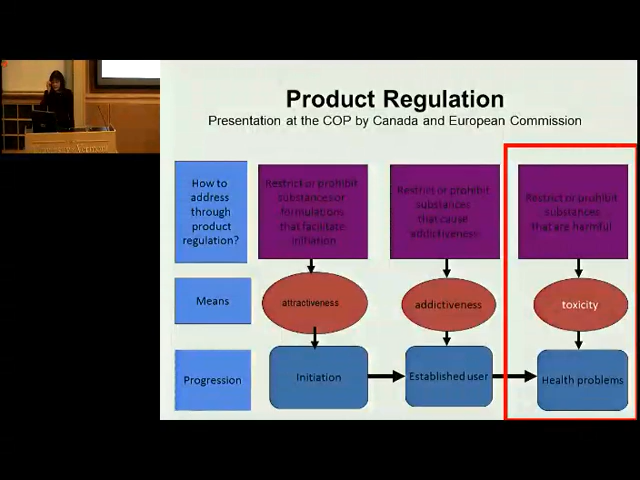 Product Regulation
Presentation at the COP by Canada and European Commission
How to
address
through
product
regulation?
Restrict or prohibit
substances or
formulations
that facilitate
initiation
Restrict or prohibit
substances
that cause
addictiveness
Restrict or prohibit
substances
that are harmful
Means
attractiveness
addictiveness
toxicity
Progression
Initiation
Established user
Health problems